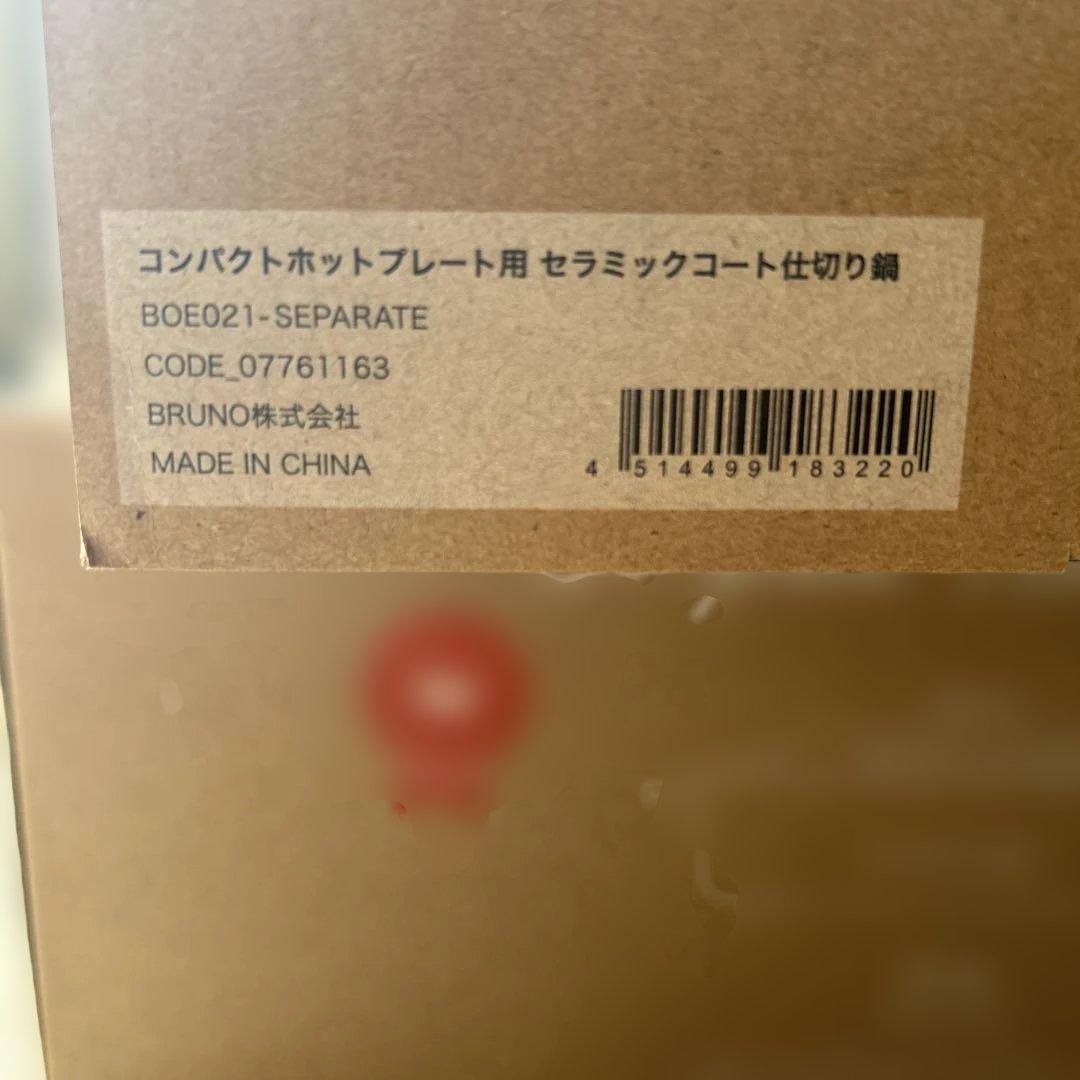 コンパクトホットプレート用 セラミックコート仕切り鍋
BOE021-SEPARATE
CODE_07761163
BRUNO株式会社
MADE IN CHINA
4 514499 183220